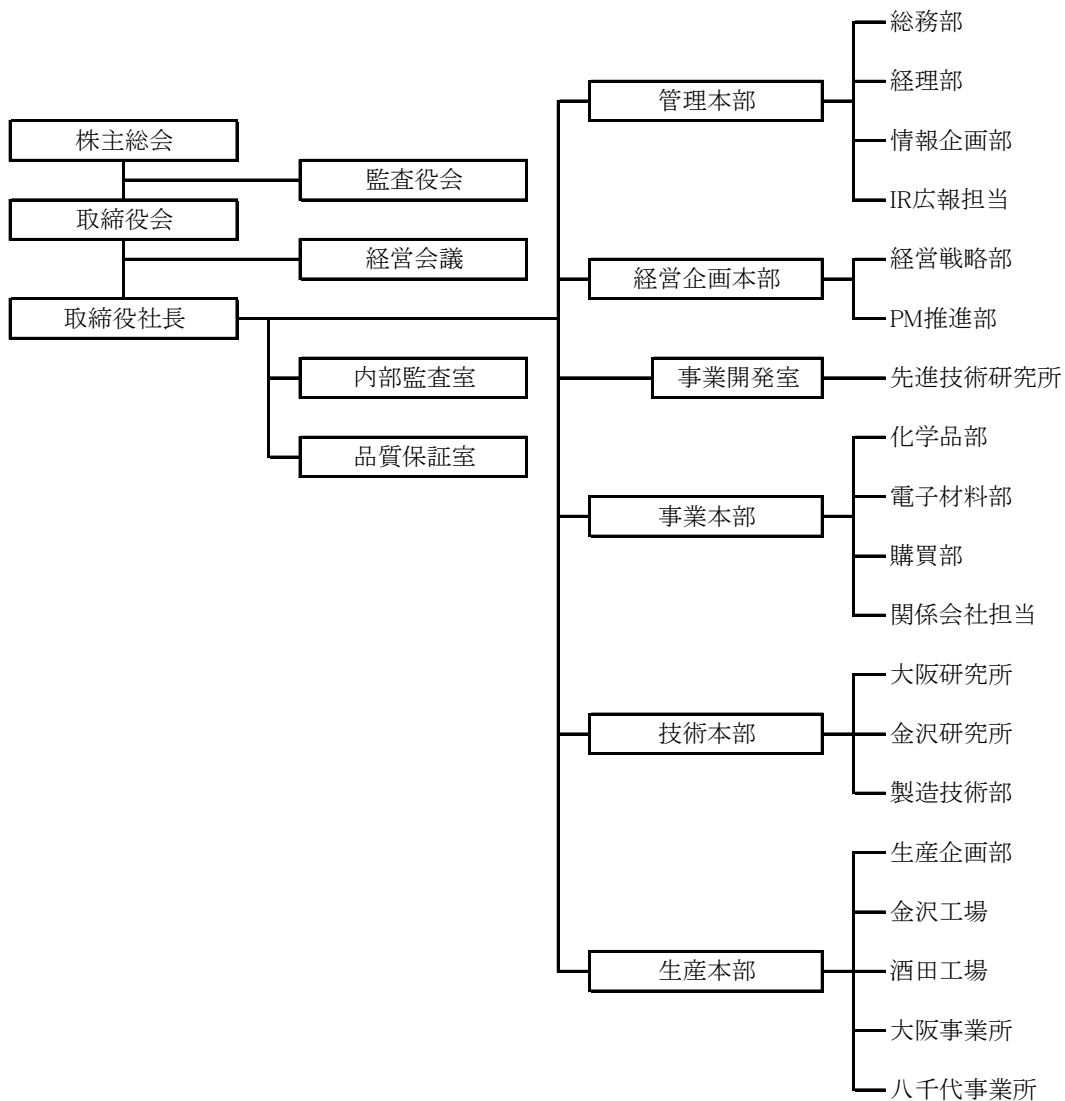 株主総会
監査役会
取締役会
経営会議
取締役社長
内部監査室
品質保証室
管理本部
総務部
経理部
情報企画部
IR広報担当
経営企画本部
経営戦略部
PM推進部
事業開発室
先進技術研究所
事業本部
化学品部
電子材料部
購買部
関係会社担当
技術本部
大阪研究所
金沢研究所
製造技術部
生産本部
生産企画部
金沢工場
酒田工場
大阪事業所
八千代事業所